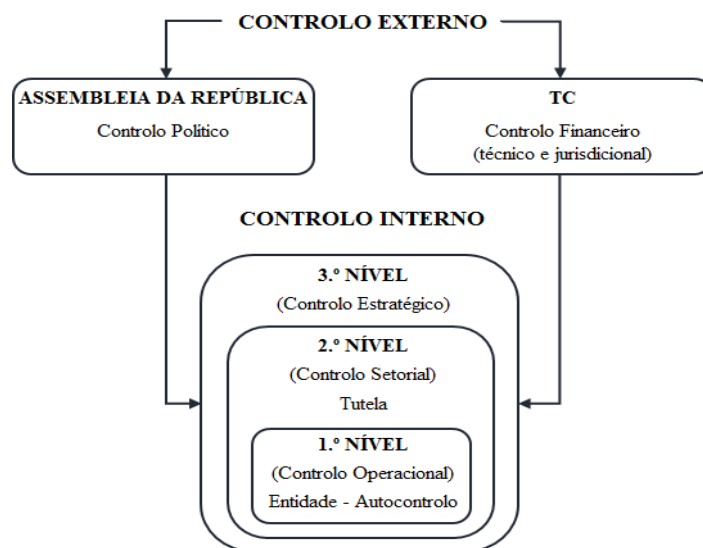 CONTROLO EXTERNO
ASSEMBLEIA DA REPÚBLICA
Controlo Político
TC
Controlo Financeiro
(técnico e jurisdicional)
CONTROLO INTERNO
3.º NÍVEL
(Controlo Estratégico)
2.º NÍVEL
(Controlo Setorial)
Tutela
1.º NÍVEL
(Controlo Operacional)
Entidade - Autocontrolo